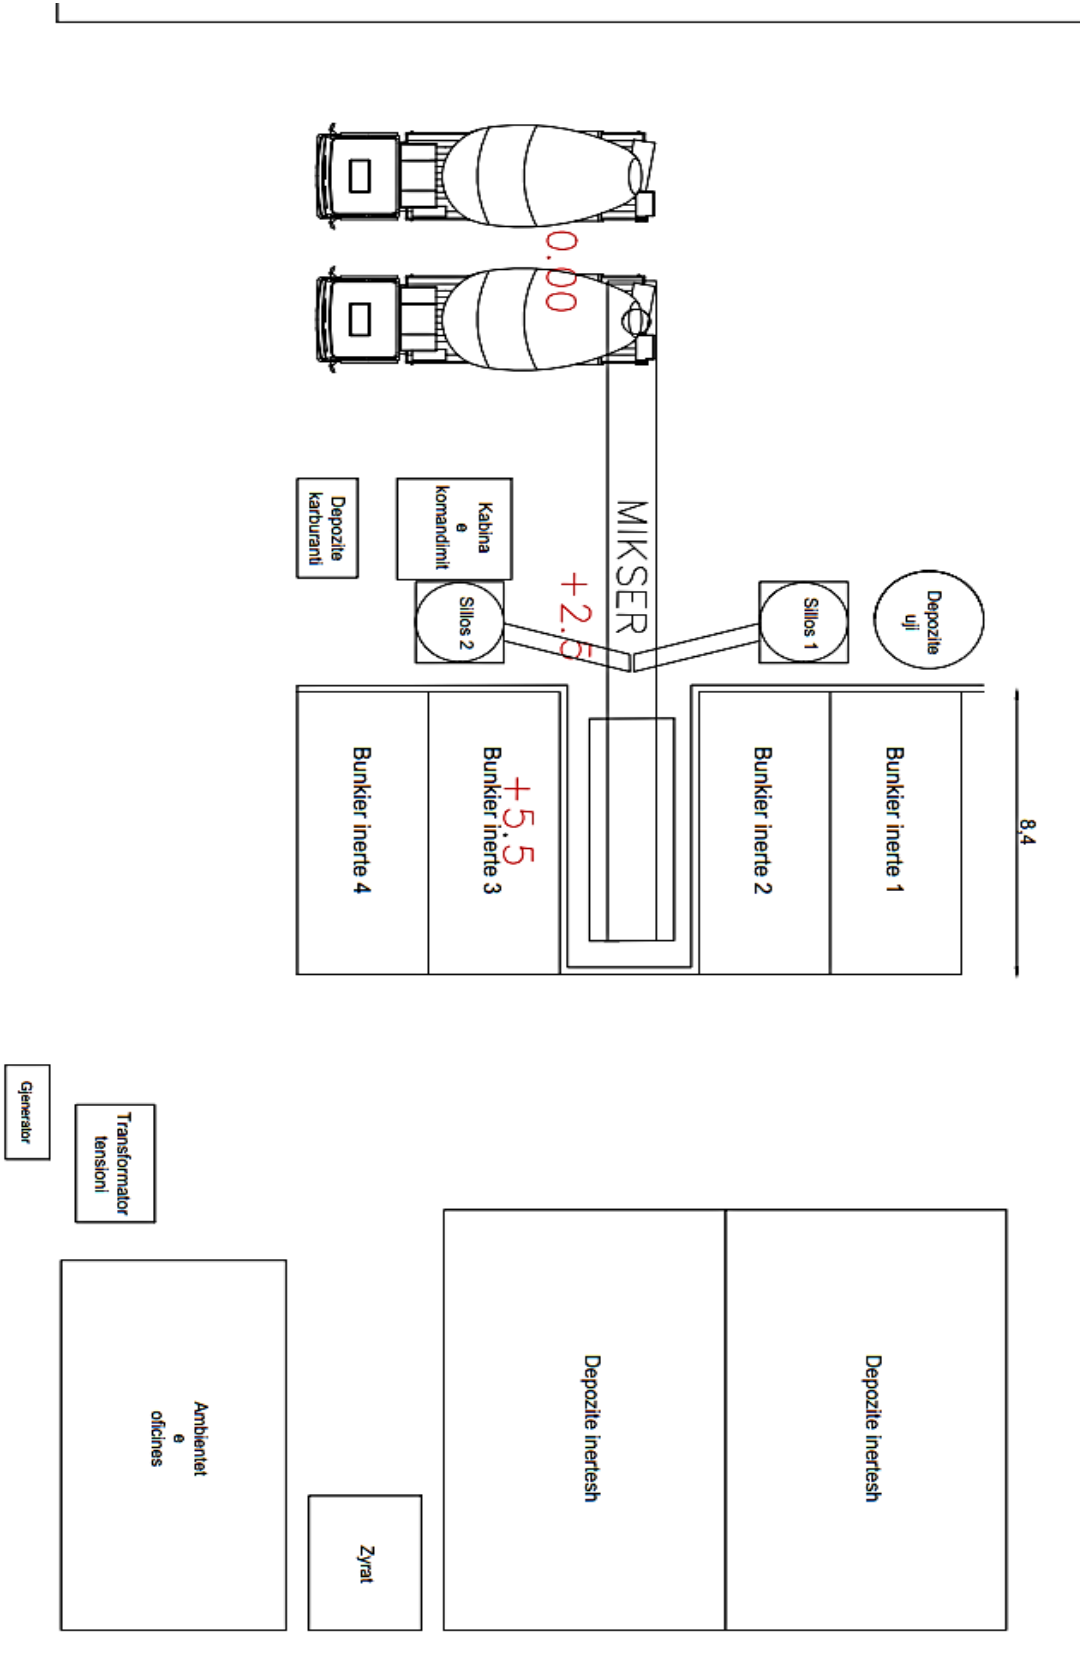 0.00
MIKSER
Depozite
karburanti
Kabina
e
komandimit
Sillos 2
+2.5
Sillos 1
Depozite
uji
Bunkier inerte 4
Bunkier inerte 3
+5.5
Bunkier inerte 2
Bunkier inerte 1
8,4
Gjenerator
Transformator
tensioni
Ambientet
e
oficines
Zyrat
Depozite inertesh
Depozite inertesh